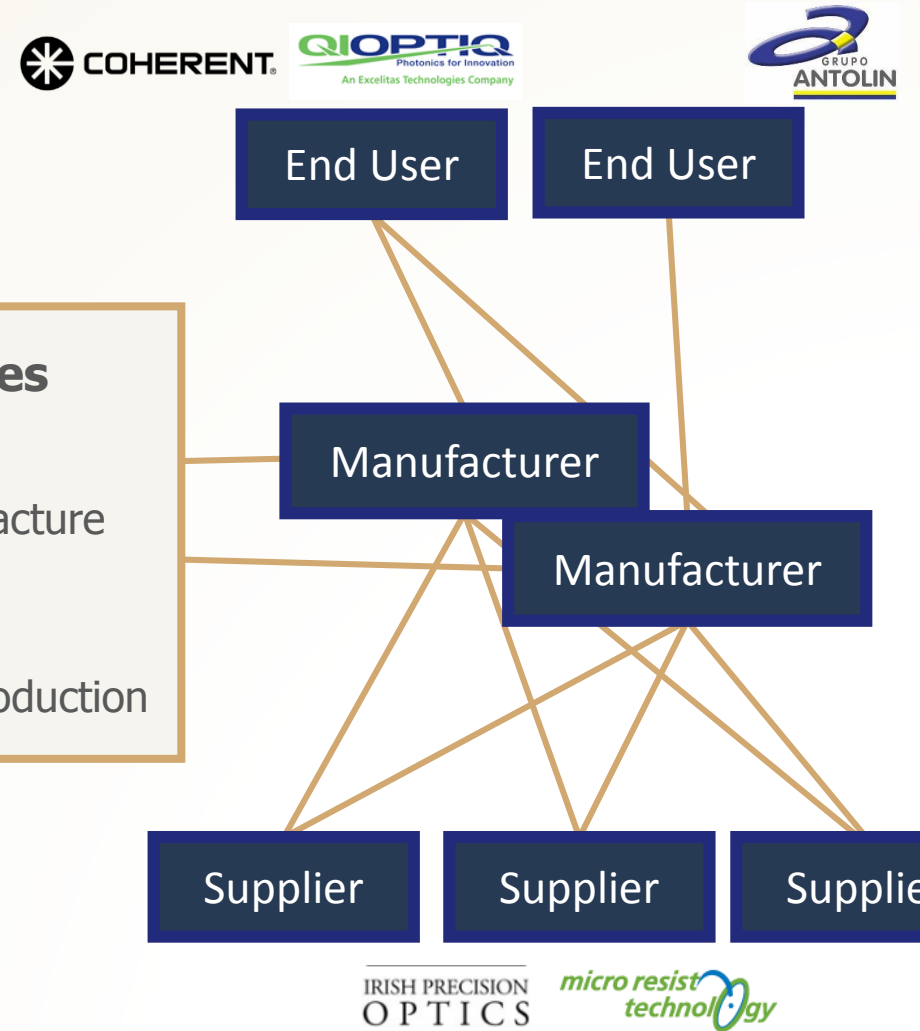 COHERENT.
QIOPTIQ
Photonics for Innovation
An Excelitas Technologies Company
GRUPO
ANTOLIN
End User
End User
es
Manufacturer
acture
Manufacturer
oduction
Supplier
Supplier
Supplie
IRISH PRECISION
OPTICS
micro resist
technology